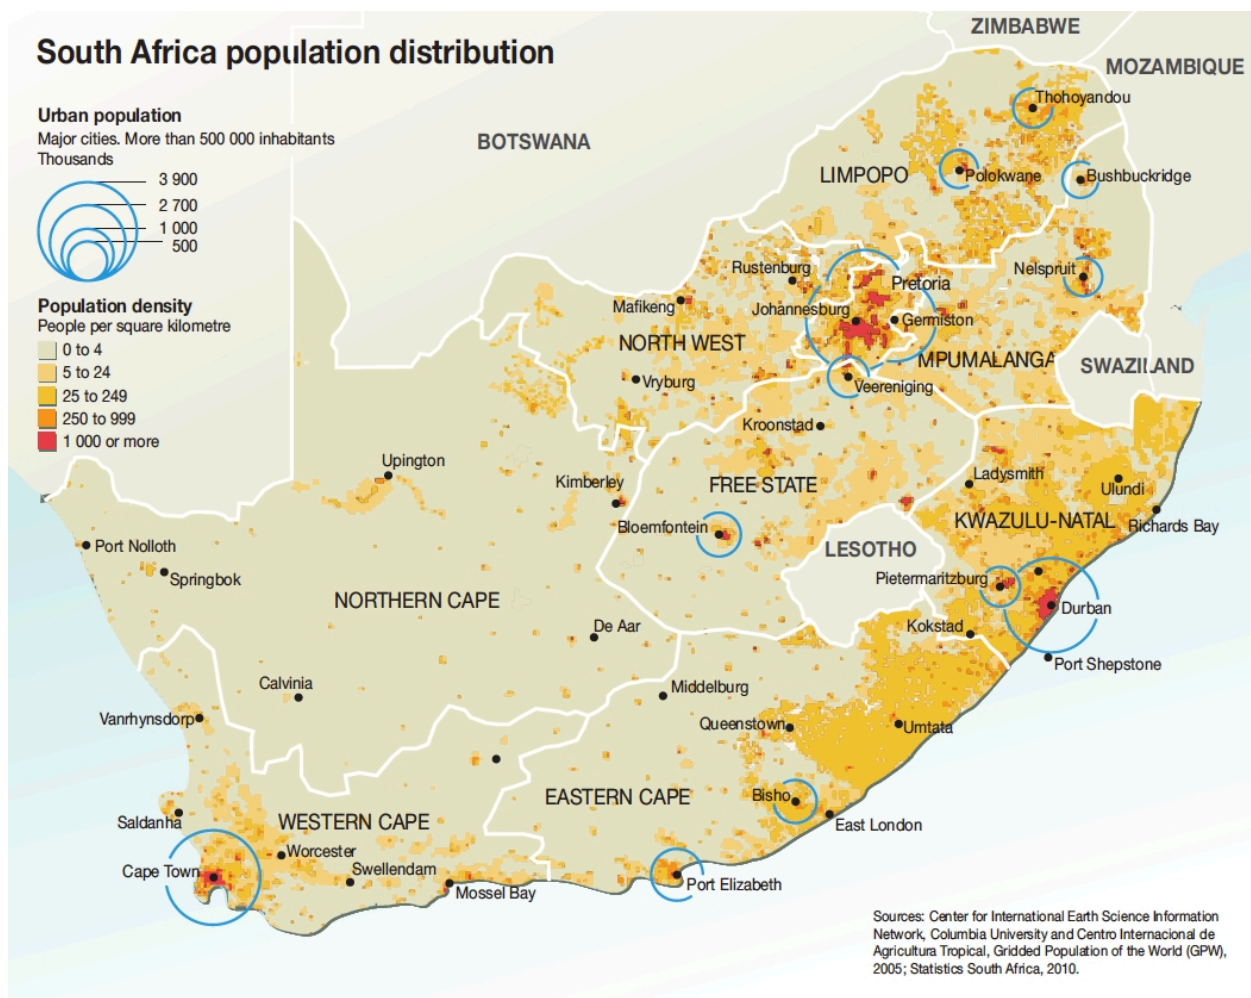 South Africa population distribution
Urban population
Major cities. More than 500 000 inhabitants
Thousands
3 900
2 700
1 000
500
Population density
People per square kilometre
0 to 4
5 to 24
25 to 249
250 to 999
1 000 or more
ZIMBABWE
MOZAMBIQUE
BOTSWANA
Thohoyandou
LIMPOPO
Polokwane
Bushbuckridge
Rustenburg
Nelspruit
Pretoria
Mafikeng
Johannesburg
Germiston
NORTH WEST
MPUMALANGA
SWAZILAND
Vryburg
Veereniging
Kroonstad
Upington
Kimberley
FREE STATE
Ladysmith
Ulundi
Bloemfontein
KWAZULU-NATAL
Richards Bay
Port Nolloth
LESOTHO
Springbok
Pietermaritzburg
NORTHERN CAPE
Durban
De Aar
Kokstad
Port Shepstone
Calvinia
Middelburg
Vanrhynsdorp
Queenstown
Umtata
EASTERN CAPE
Bisho
Saldanha
WESTERN CAPE
East London
Worcester
Cape Town
Swellendam
Port Elizabeth
Mossel Bay
Sources: Center for International Earth Science Information
Network, Columbia University and Centro Internacional de
Agricultura Tropical, Gridded Population of the World (GPW),
2005; Statistics South Africa, 2010.